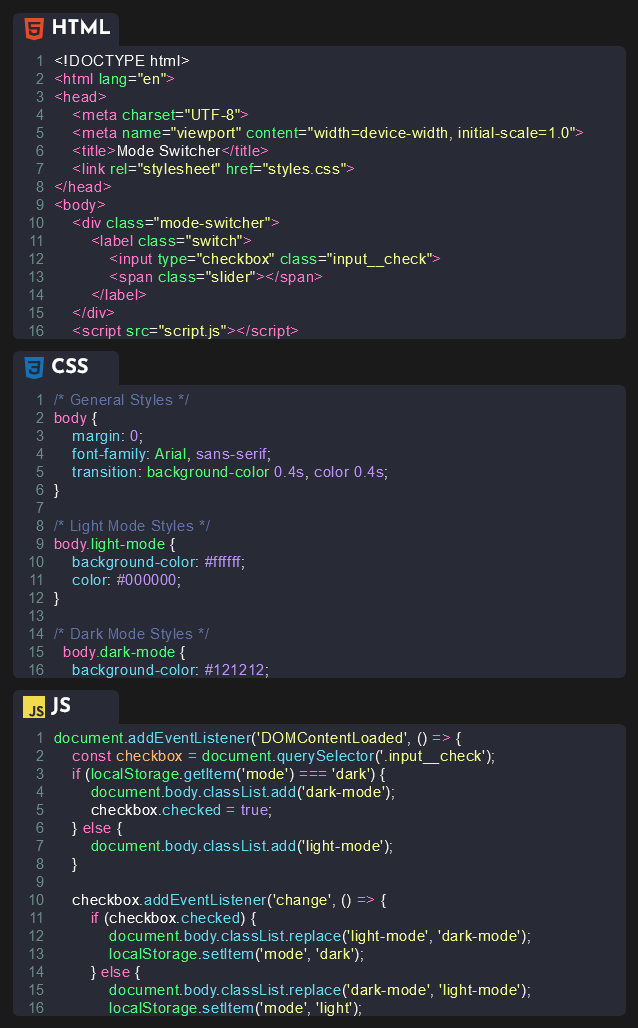 HTML
1 <!DOCTYPE html>
2 <html lang="en">
3 <head>
4     <meta charset="UTF-8">
5     <meta name="viewport" content="width=device-width, initial-scale=1.0">
6     <title>Mode Switcher</title>
7     <link rel="stylesheet" href="styles.css">
8 </head>
9 <body>
10     <div class="mode-switcher">
11         <label class="switch">
12             <input type="checkbox" class="input__check">
13             <span class="slider"></span>
14         </label>
15     </div>
16     <script src="script.js"></script>
CSS
1 /* General Styles */
2 body {
3     margin: 0;
4     font-family: Arial, sans-serif;
5     transition: background-color 0.4s, color 0.4s;
6 }
7
8 /* Light Mode Styles */
9 body.light-mode {
10     background-color: #ffffff;
11     color: #000000;
12 }
13
14 /* Dark Mode Styles */
15   body.dark-mode {
16     background-color: #121212;
JS JS
1 document.addEventListener('DOMContentLoaded', () => {
2     const checkbox = document.querySelector('.input__check');
3     if (localStorage.getItem('mode') === 'dark') {
4         document.body.classList.add('dark-mode');
5         checkbox.checked = true;
6     } else {
7         document.body.classList.add('light-mode');
8     }
9
10     checkbox.addEventListener('change', () => {
11         if (checkbox.checked) {
12             document.body.classList.replace('light-mode', 'dark-mode');
13             localStorage.setItem('mode', 'dark');
14         } else {
15             document.body.classList.replace('dark-mode', 'light-mode');
16             localStorage.setItem('mode', 'light');